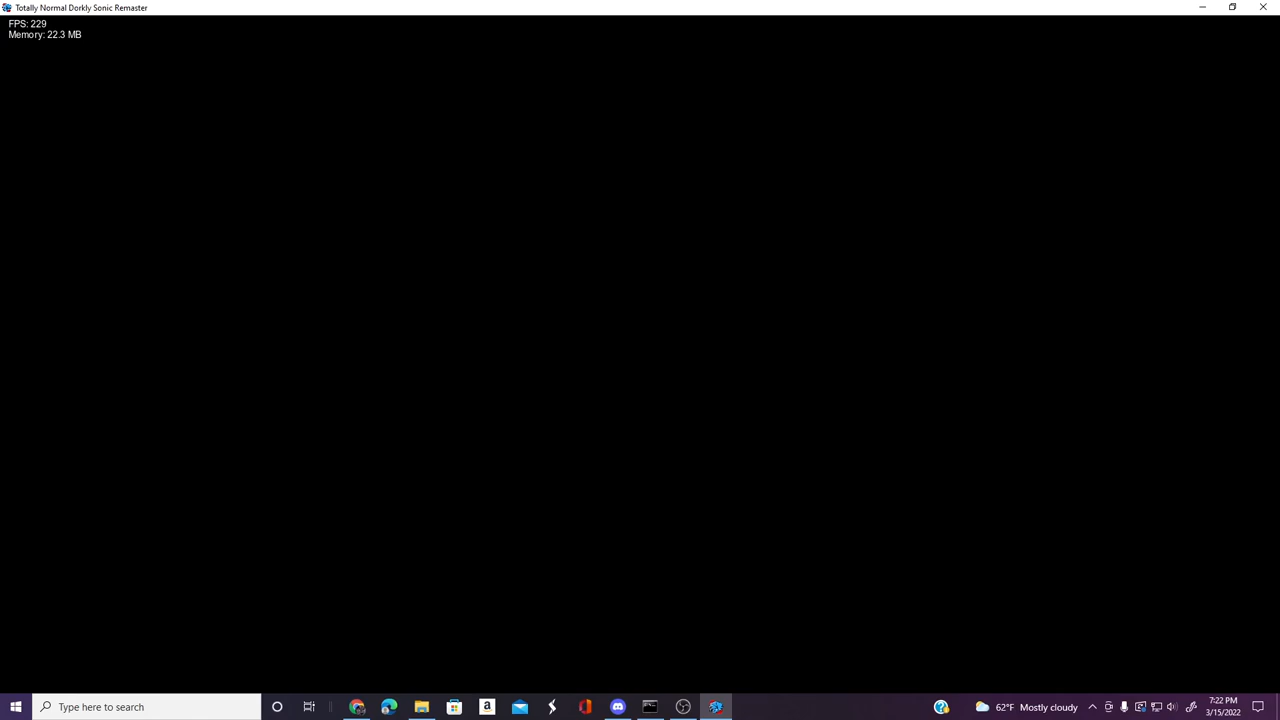 Totally Normal Dorkly Sonic Remaster
FPS: 229
Memory: 22.3 MB
Type here to search
a
62°F Mostly cloudy
7:22 PM
3/15/2022